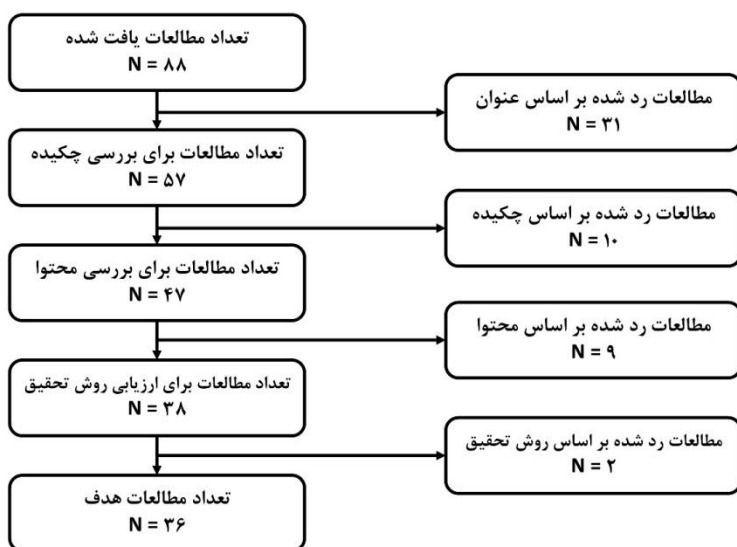 تعداد مطالعات یافت شده
N = ۸۸
مطالعات رد شده بر اساس عنوان
N = ۳۱
تعداد مطالعات برای بررسی چکیده
N = ۵۷
مطالعات رد شده بر اساس چکیده
N = ۱۰
تعداد مطالعات برای بررسی محتوا
N = ۴۷
مطالعات رد شده بر اساس محتوا
N = ۹
تعداد مطالعات برای ارزیابی روش تحقیق
N = ۳۸
مطالعات رد شده بر اساس روش تحقیق
N = ۲
تعداد مطالعات هدف
N = ۳۶